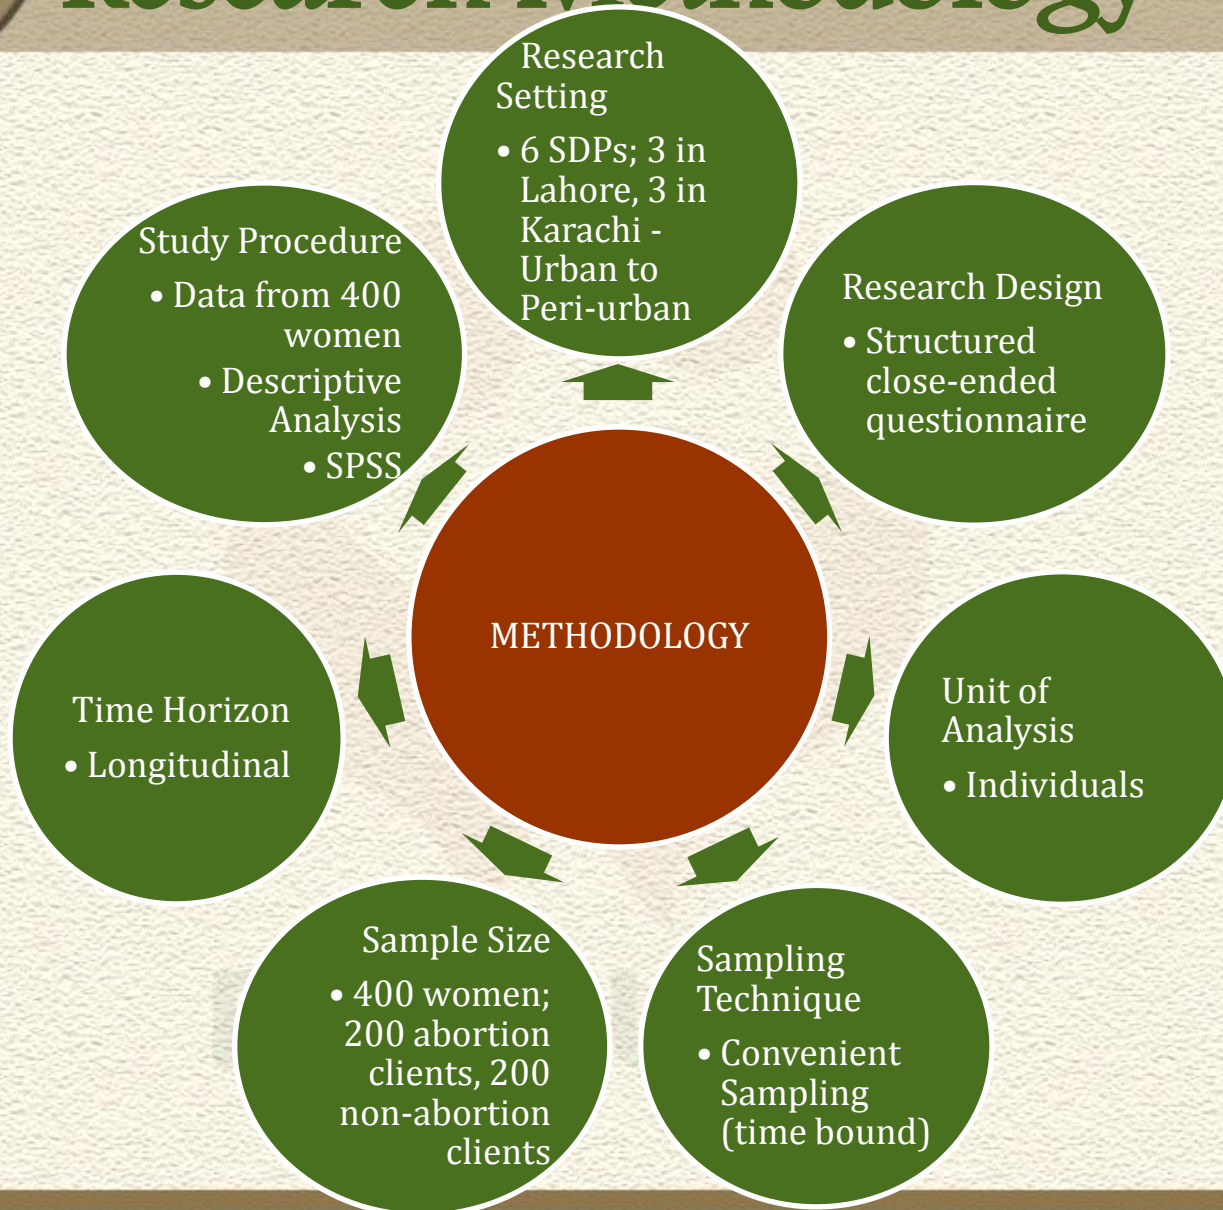 Research Methodology
Research
Setting
• 6 SDPs; 3 in
Lahore, 3 in
Karachi -
Urban to
Peri-urban
Research Design
• Structured
close-ended
questionnaire
Unit of
Analysis
• Individuals
Sampling
Technique
• Convenient
Sampling
(time bound)
Sample Size
• 400 women;
200 abortion
clients, 200
non-abortion
clients
Time Horizon
• Longitudinal
Study Procedure
• Data from 400
women
• Descriptive
Analysis
• SPSS
METHODOLOGY